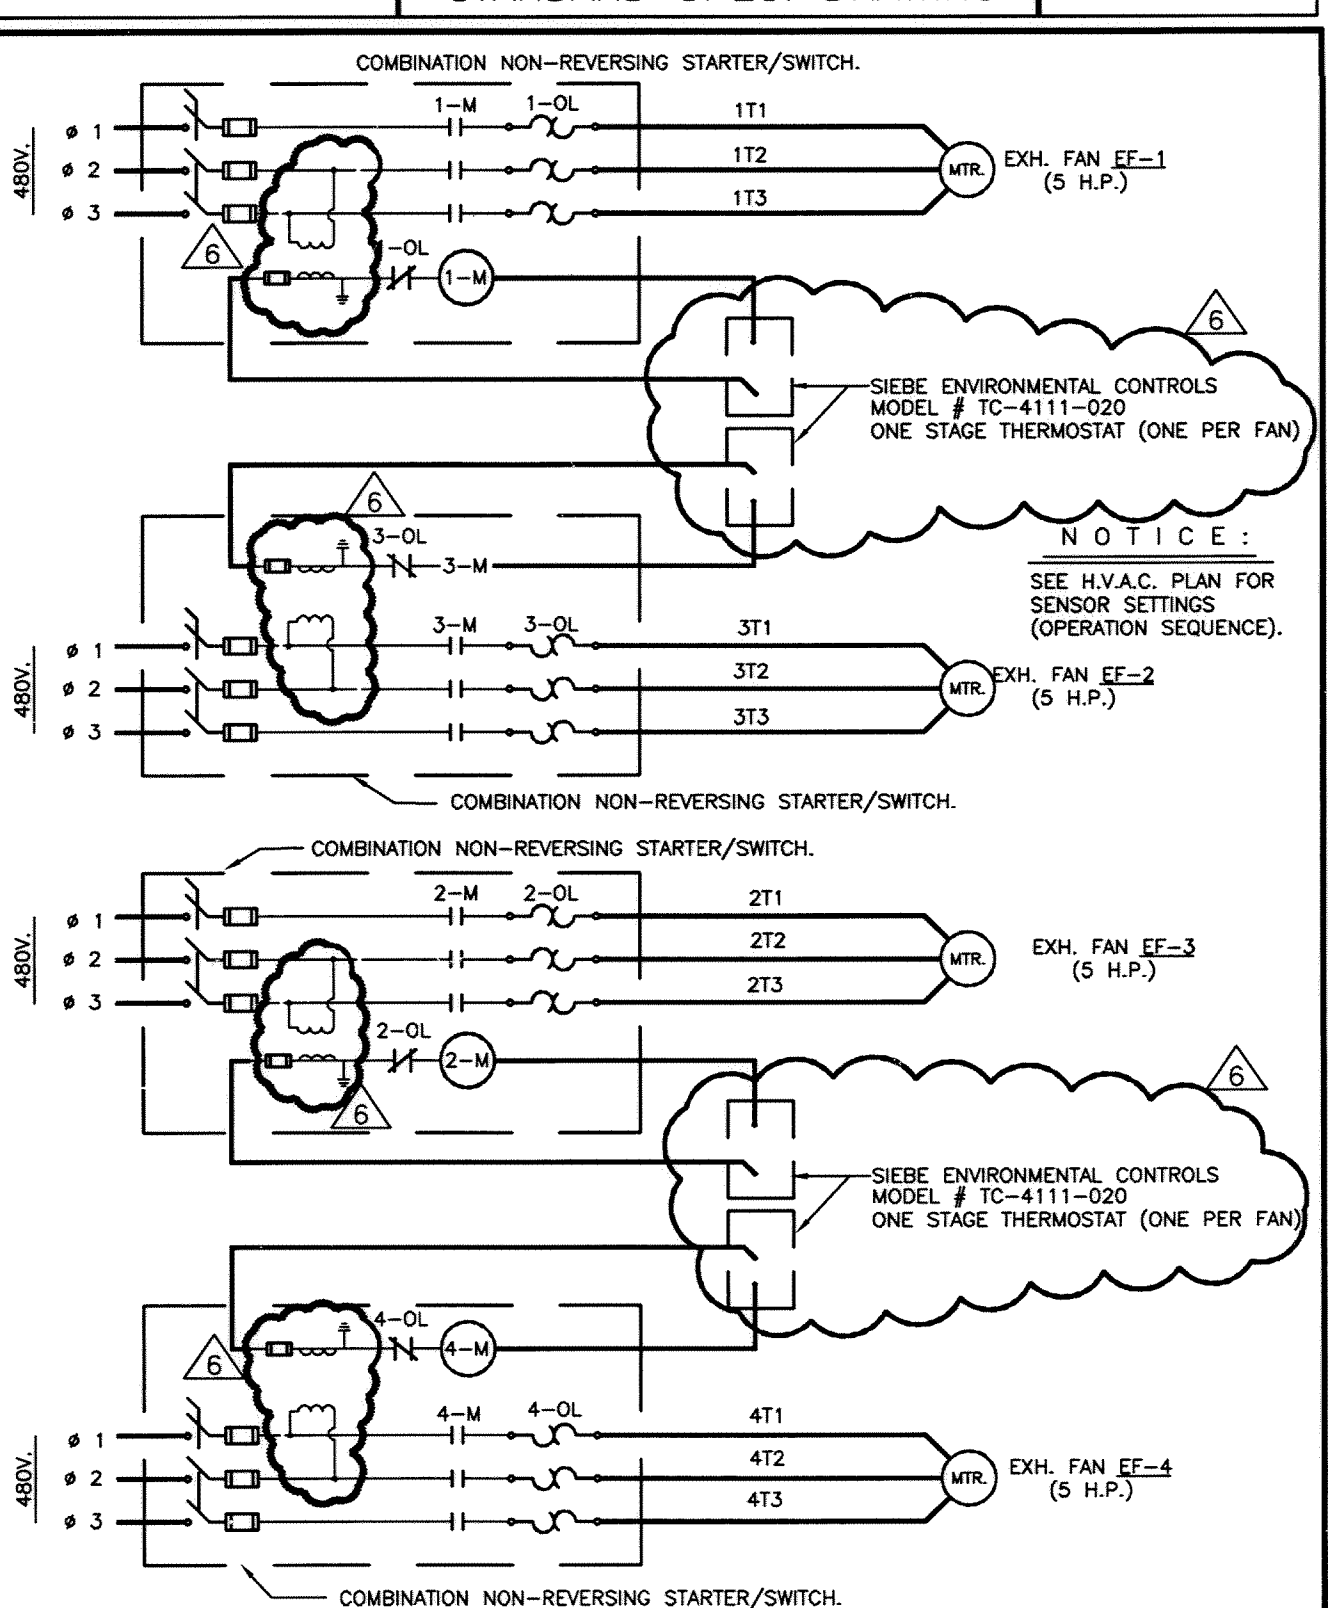 COMBINATION NON-REVERSING STARTER/SWITCH.
1-M 1-OL 1T1
480V.
ø 1
ø 2 1T2 MTR. EXH. FAN EF-1
(5 H.P.)
ø 3 1T3
6
1-OL 1-M
6
SIEBE ENVIRONMENTAL CONTROLS
MODEL # TC-4111-020
ONE STAGE THERMOSTAT (ONE PER FAN)
6
3-OL 3-M
NOTICE:
SEE H.V.A.C. PLAN FOR
SENSOR SETTINGS
(OPERATION SEQUENCE).
3-M 3-OL 3T1
480V.
ø 1
ø 2 3T2 MTR. EXH. FAN EF-2
(5 H.P.)
ø 3 3T3
COMBINATION NON-REVERSING STARTER/SWITCH.
COMBINATION NON-REVERSING STARTER/SWITCH.
2-M 2-OL 2T1
480V.
ø 1
ø 2 2T2 MTR. EXH. FAN EF-3
(5 H.P.)
ø 3 2T3
2-OL 2-M
6
6
SIEBE ENVIRONMENTAL CONTROLS
MODEL # TC-4111-020
ONE STAGE THERMOSTAT (ONE PER FAN)
6
4-OL 4-M
4-M 4-OL 4T1
480V.
ø 1
ø 2 4T2 MTR. EXH. FAN EF-4
(5 H.P.)
ø 3 4T3
COMBINATION NON-REVERSING STARTER/SWITCH.